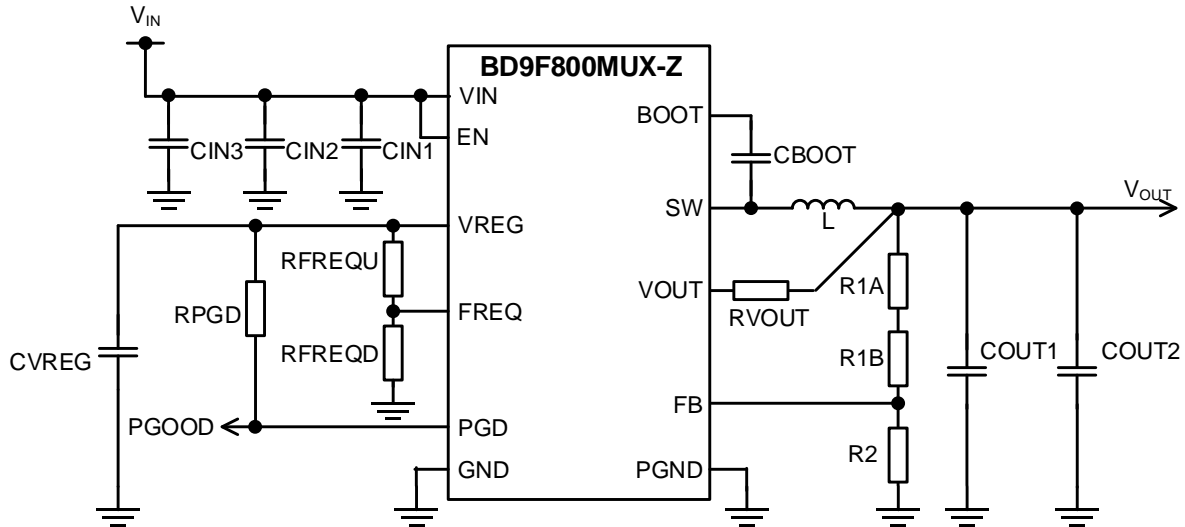 VIN
BD9F800MUX-Z
VIN
BOOT
EN
CIN3
CIN2
CIN1
CBOOT
SW
L
VOUT
VREG
RFREQU
VOUT
RVOUT
R1A
RPGD
FREQ
RFREQD
R1B
CVREG
COUT1
COUT2
FB
PGOOD
PGD
R2
GND
PGND